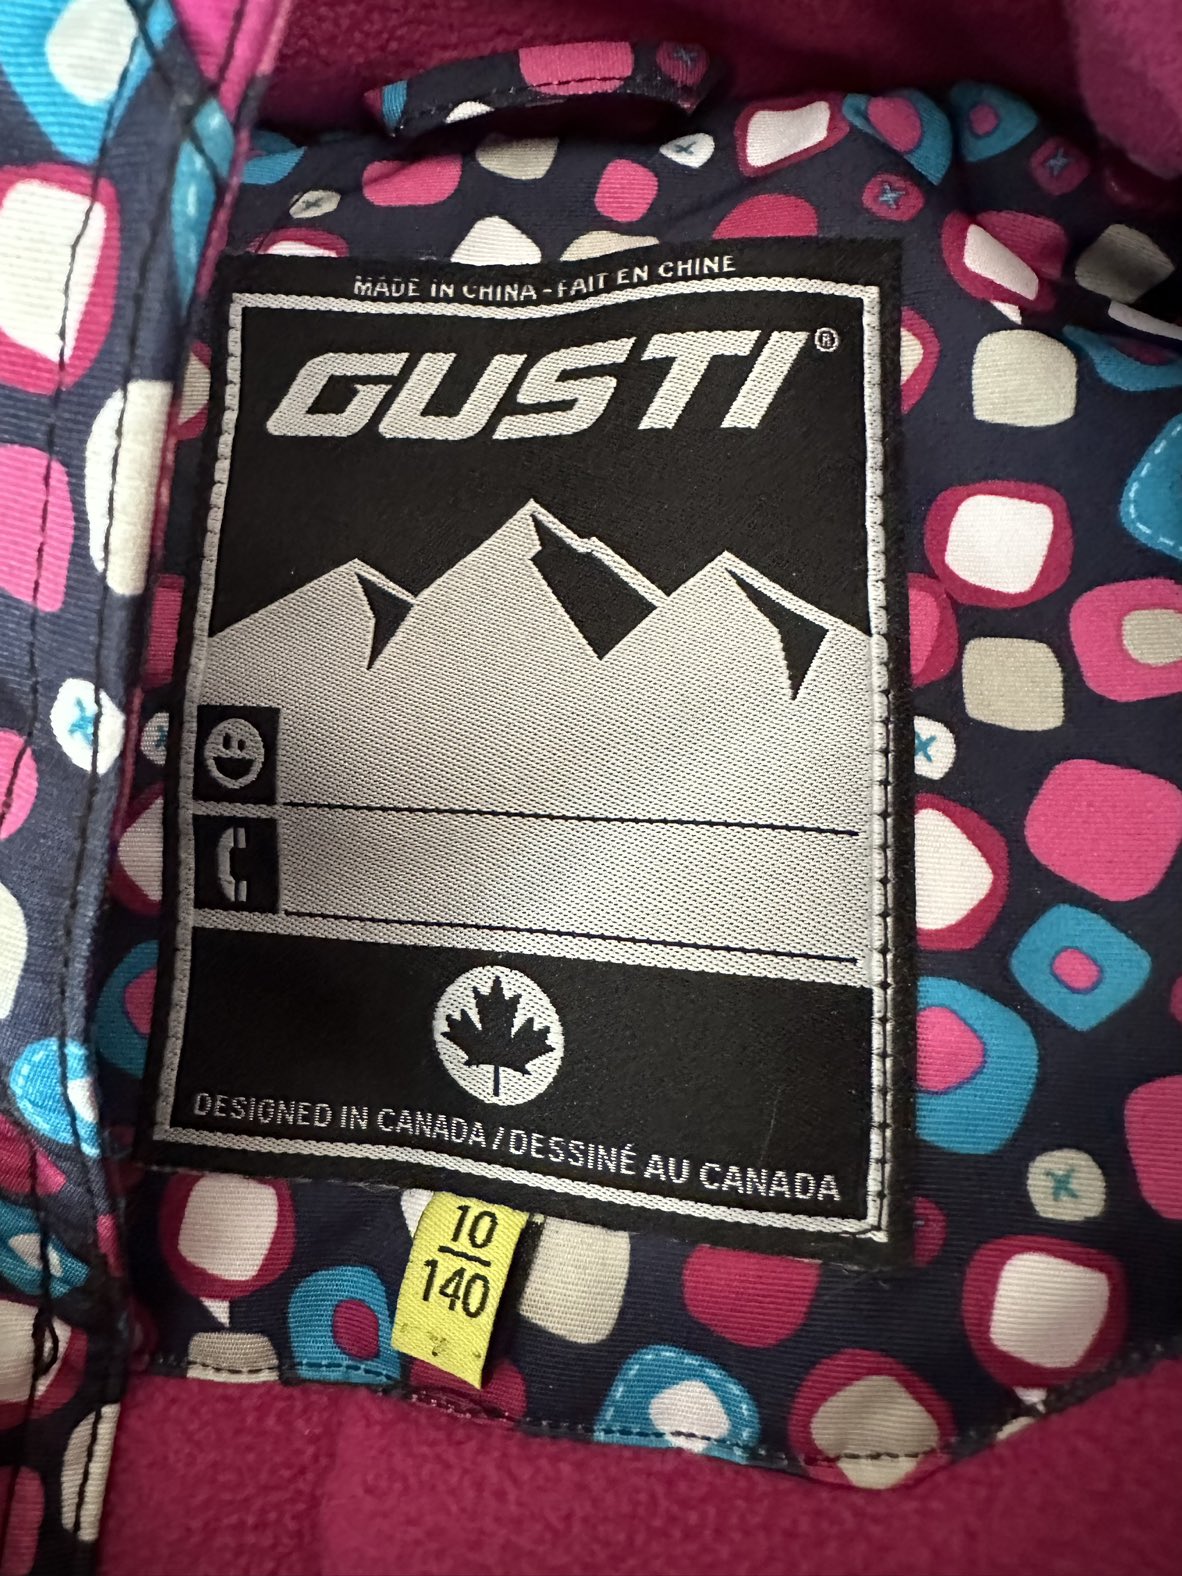 MADE IN CHINA - FAIT EN CHINE
GUSTI®
DESIGNED IN CANADA / DESSINÉ AU CANADA
10
140